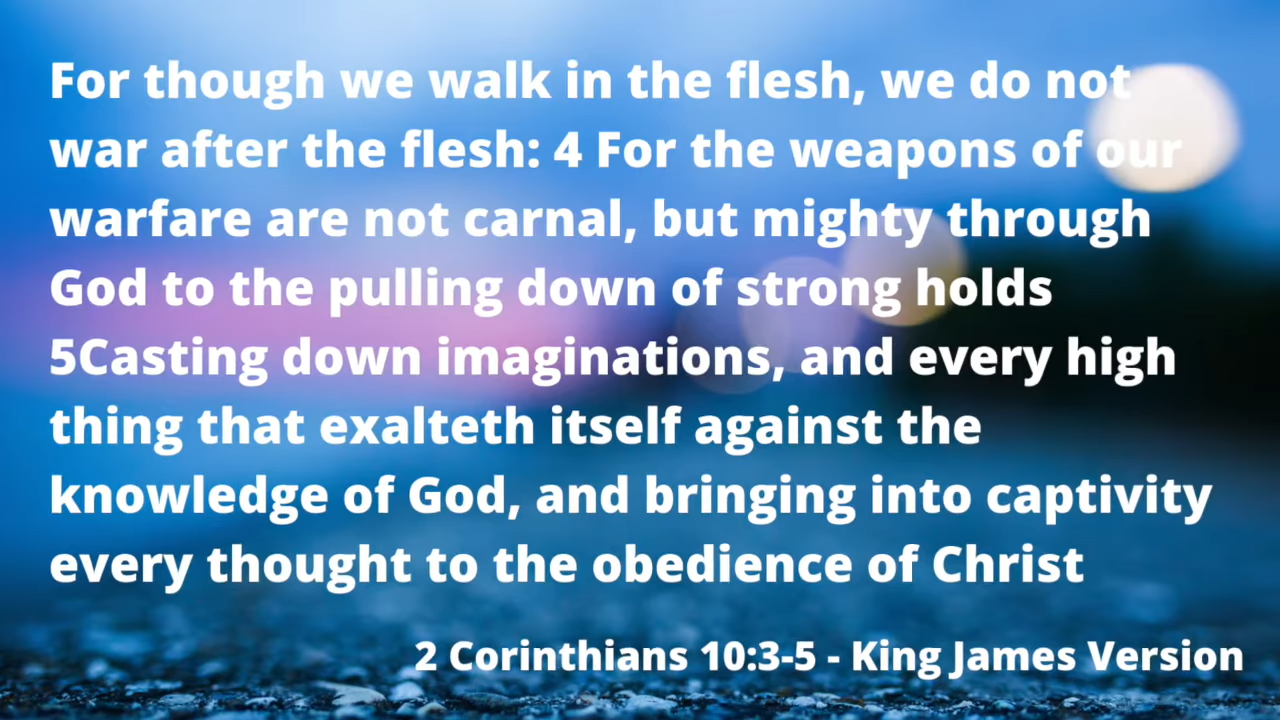 For though we walk in the flesh, we do not
war after the flesh: 4 For the weapons of our
warfare are not carnal, but mighty through
God to the pulling down of strong holds
5Casting down imaginations, and every high
thing that exalteth itself against the
knowledge of God, and bringing into captivity
every thought to the obedience of Christ
2 Corinthians 10:3-5 - King James Version